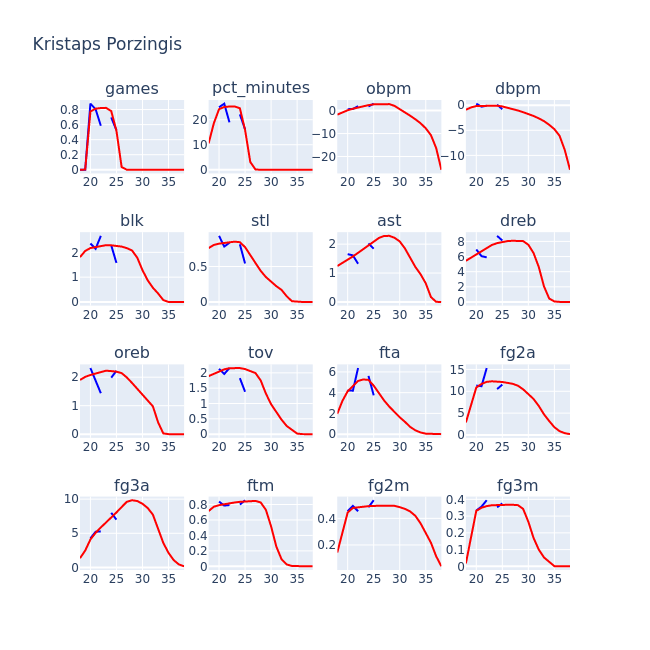 Kristaps Porzingis
games pct_minutes obpm dbpm
0.8 0.6 0.4 0.2 0
20 10 0
0 −10 −20
0 −5 −10
20 25 30 35 20 25 30 35 20 25 30 35 20 25 30 35
blk stl ast dreb
2 1 0
0.5 0
2 1 0
8 6 4 2 0
20 25 30 35 20 25 30 35 20 25 30 35 20 25 30 35
oreb tov fta fg2a
2 1 0
2 1.5 1 0.5 0
6 4 2 0
15 10 5 0
20 25 30 35 20 25 30 35 20 25 30 35 20 25 30 35
fg3a ftm fg2m fg3m
10 5 0
0.8 0.6 0.4 0.2 0
0.4 0.2
0.4 0.3 0.2 0.1 0
20 25 30 35 20 25 30 35 20 25 30 35 20 25 30 35